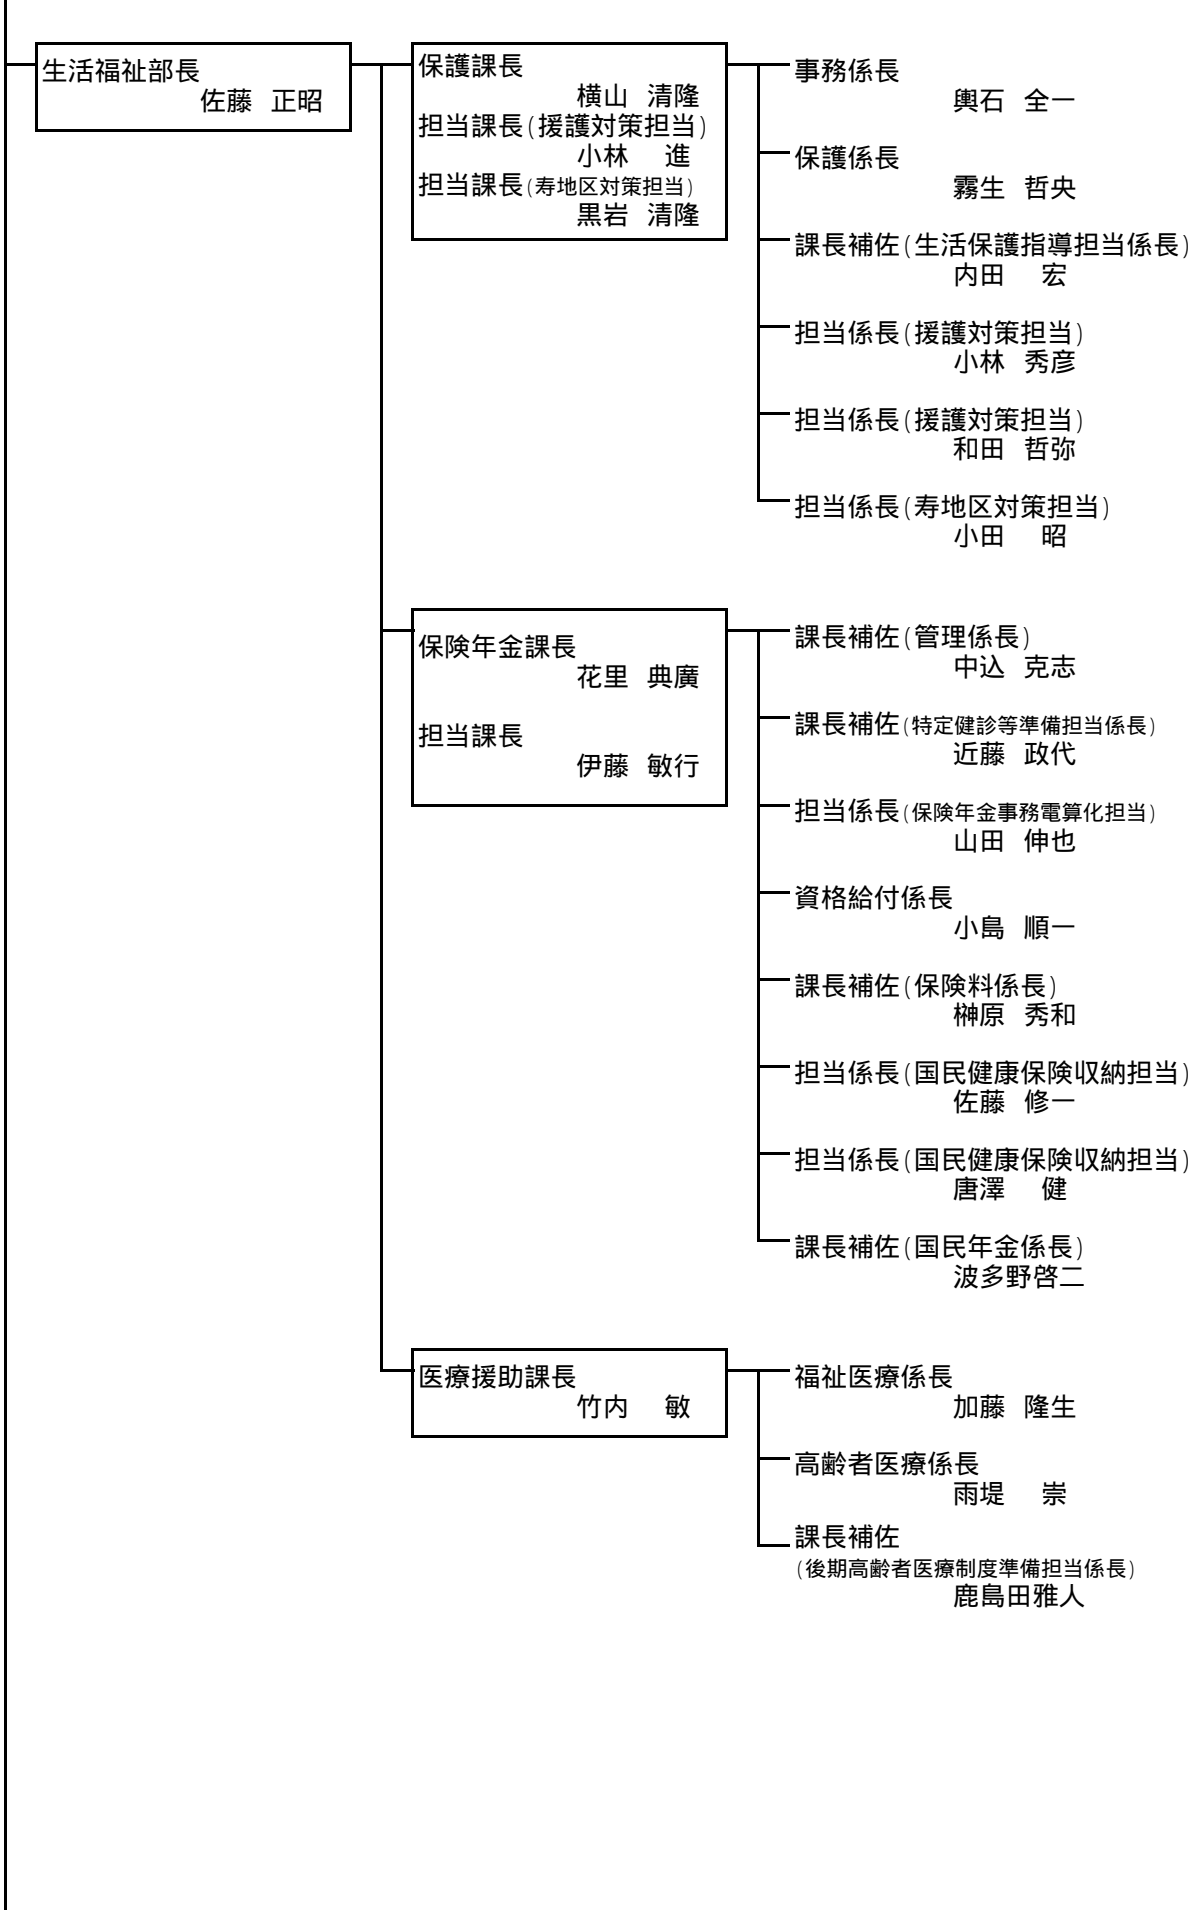 生活福祉部長
佐藤 正昭
保護課長
横山 清隆
担当課長(援護対策担当)
小林 進
担当課長(寿地区対策担当)
黒岩 清隆
事務係長
輿石 全一
保護係長
霧生 哲央
課長補佐(生活保護指導担当係長)
内田 宏
担当係長(援護対策担当)
小林 秀彦
担当係長(援護対策担当)
和田 哲弥
担当係長(寿地区対策担当)
小田 昭
保険年金課長
花里 典廣
担当課長
伊藤 敏行
課長補佐(管理係長)
中込 克志
課長補佐(特定健診等準備担当係長)
近藤 政代
担当係長(保険年金事務電算化担当)
山田 伸也
資格給付係長
小島 順一
課長補佐(保険料係長)
榊原 秀和
担当係長(国民健康保険収納担当)
佐藤 修一
担当係長(国民健康保険収納担当)
唐澤 健
課長補佐(国民年金係長)
波多野啓二
医療援助課長
竹内 敏
福祉医療係長
加藤 隆生
高齢者医療係長
雨堤 崇
課長補佐
(後期高齢者医療制度準備担当係長)
鹿島田雅人